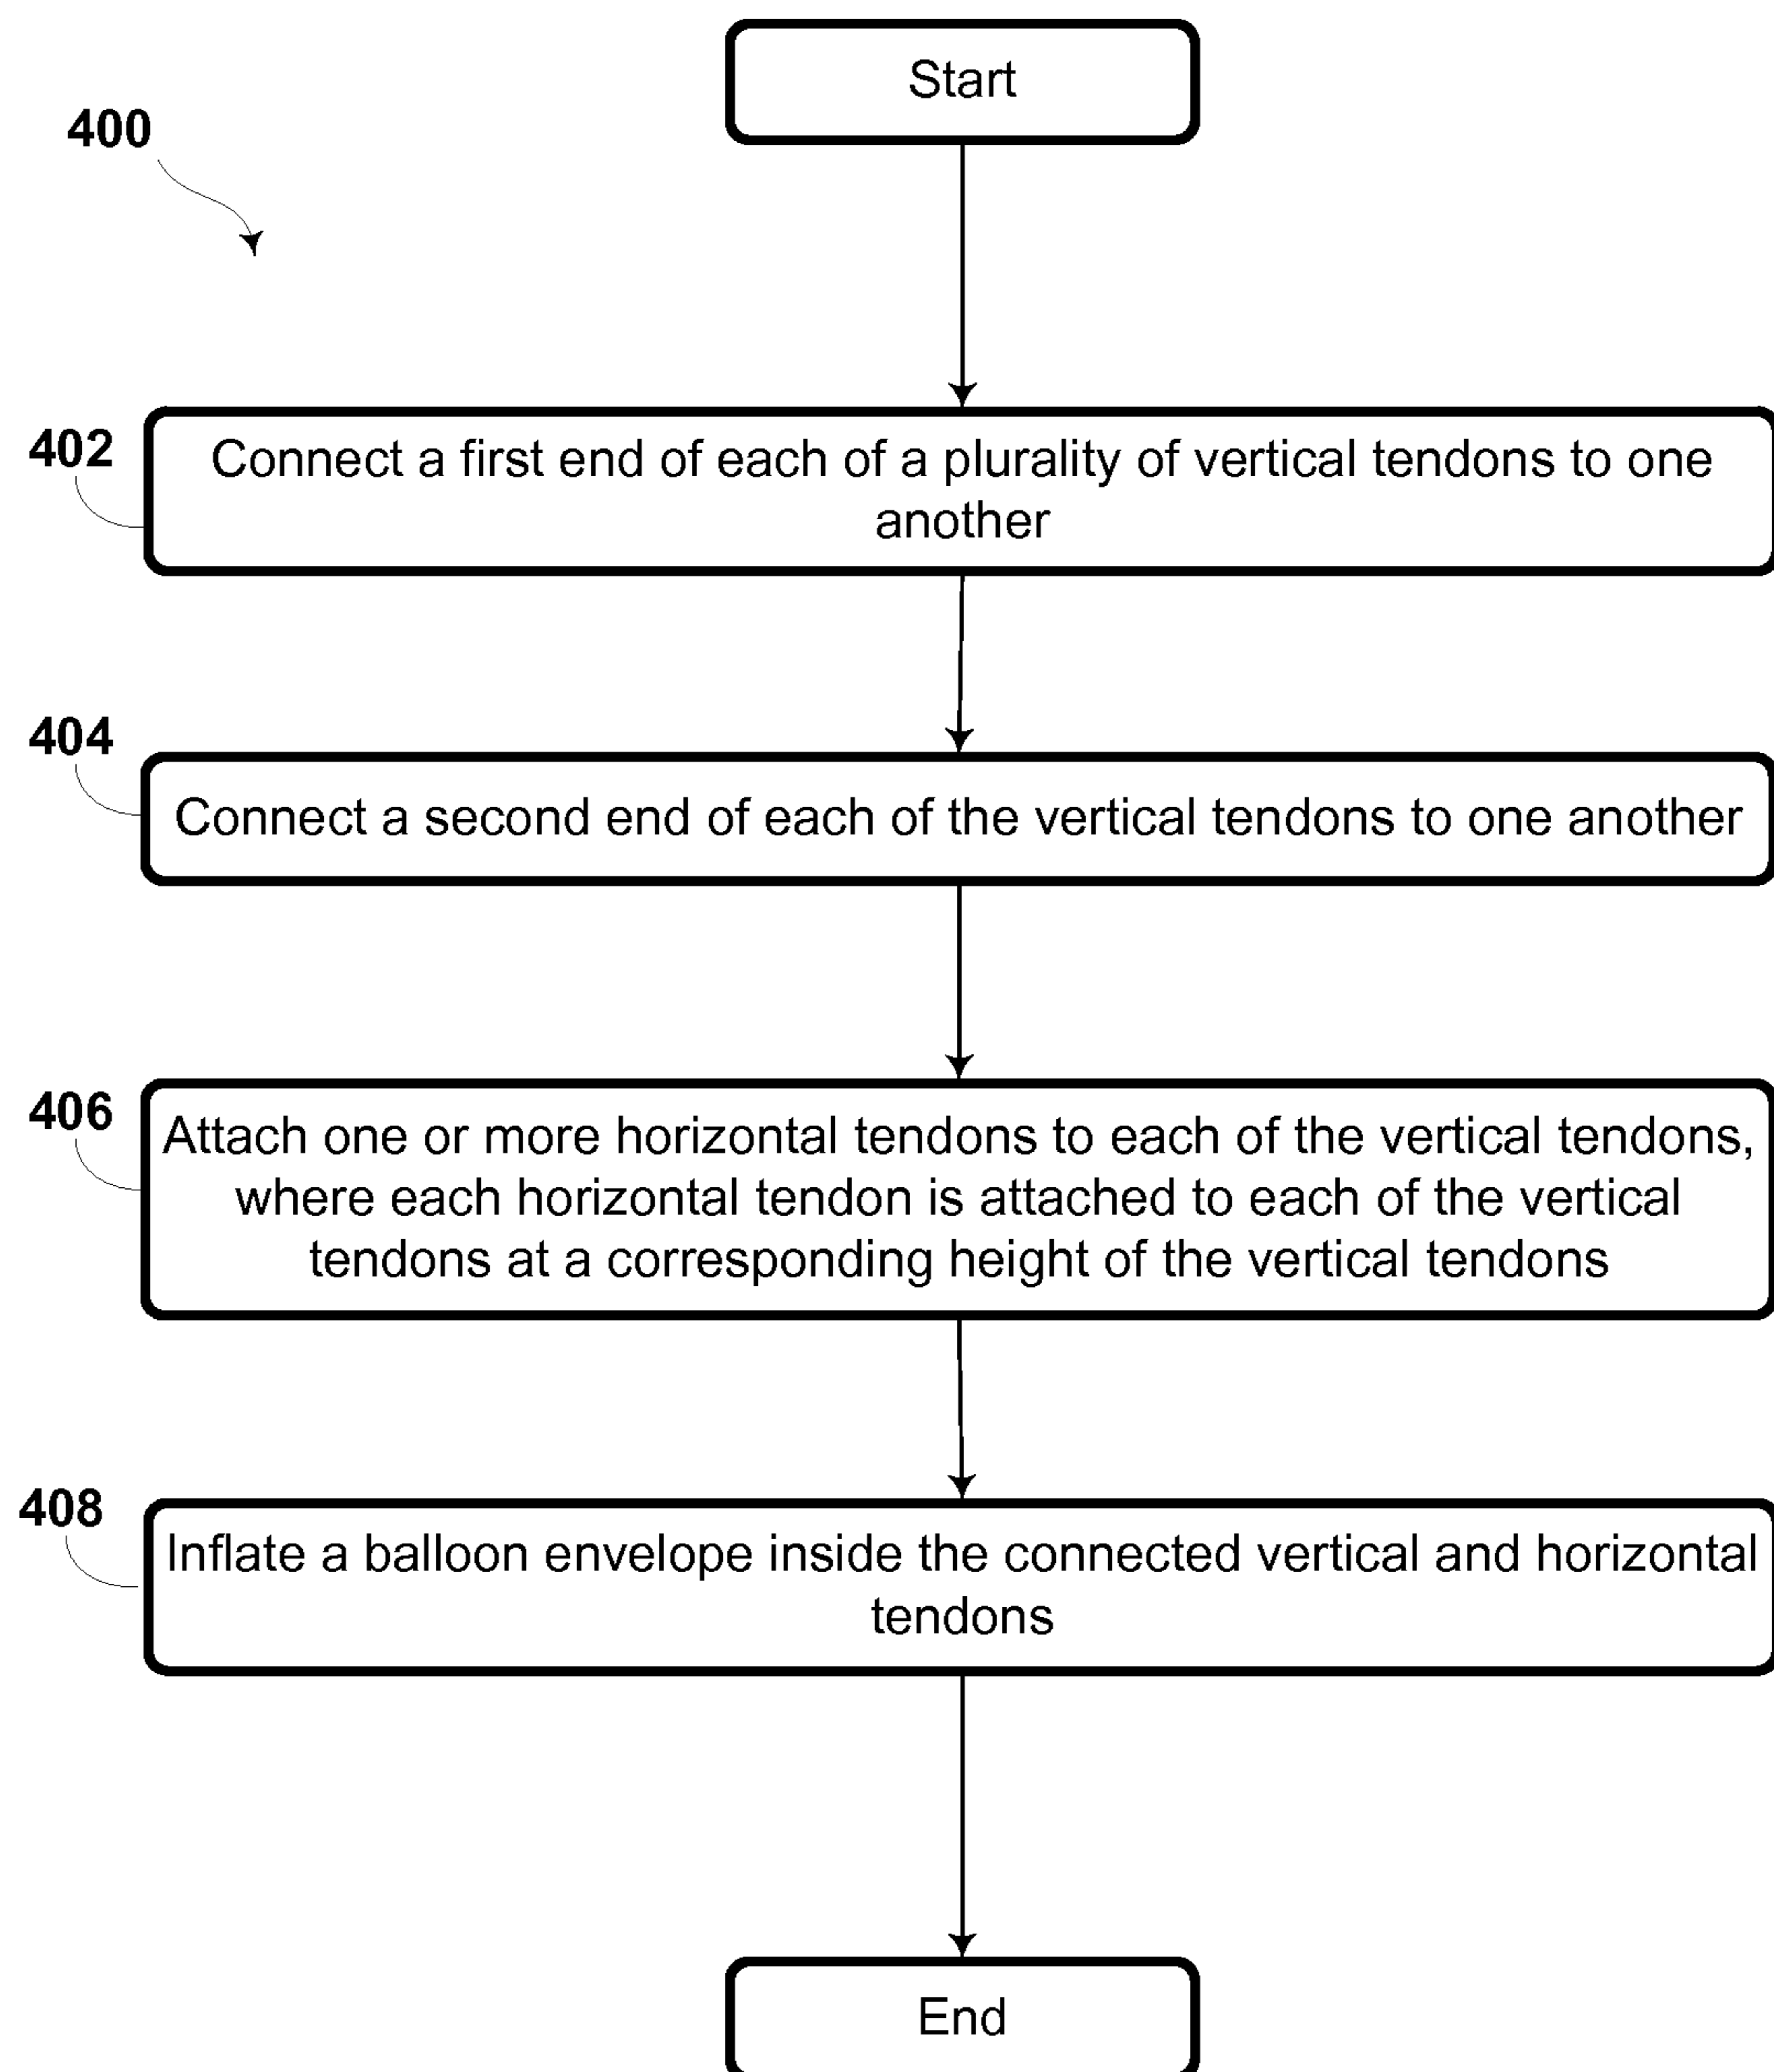 Start
400
402
Connect a first end of each of a plurality of vertical tendons to one
another
404
Connect a second end of each of the vertical tendons to one another
406
Attach one or more horizontal tendons to each of the vertical tendons,
where each horizontal tendon is attached to each of the vertical
tendons at a corresponding height of the vertical tendons
408
Inflate a balloon envelope inside the connected vertical and horizontal
tendons
End